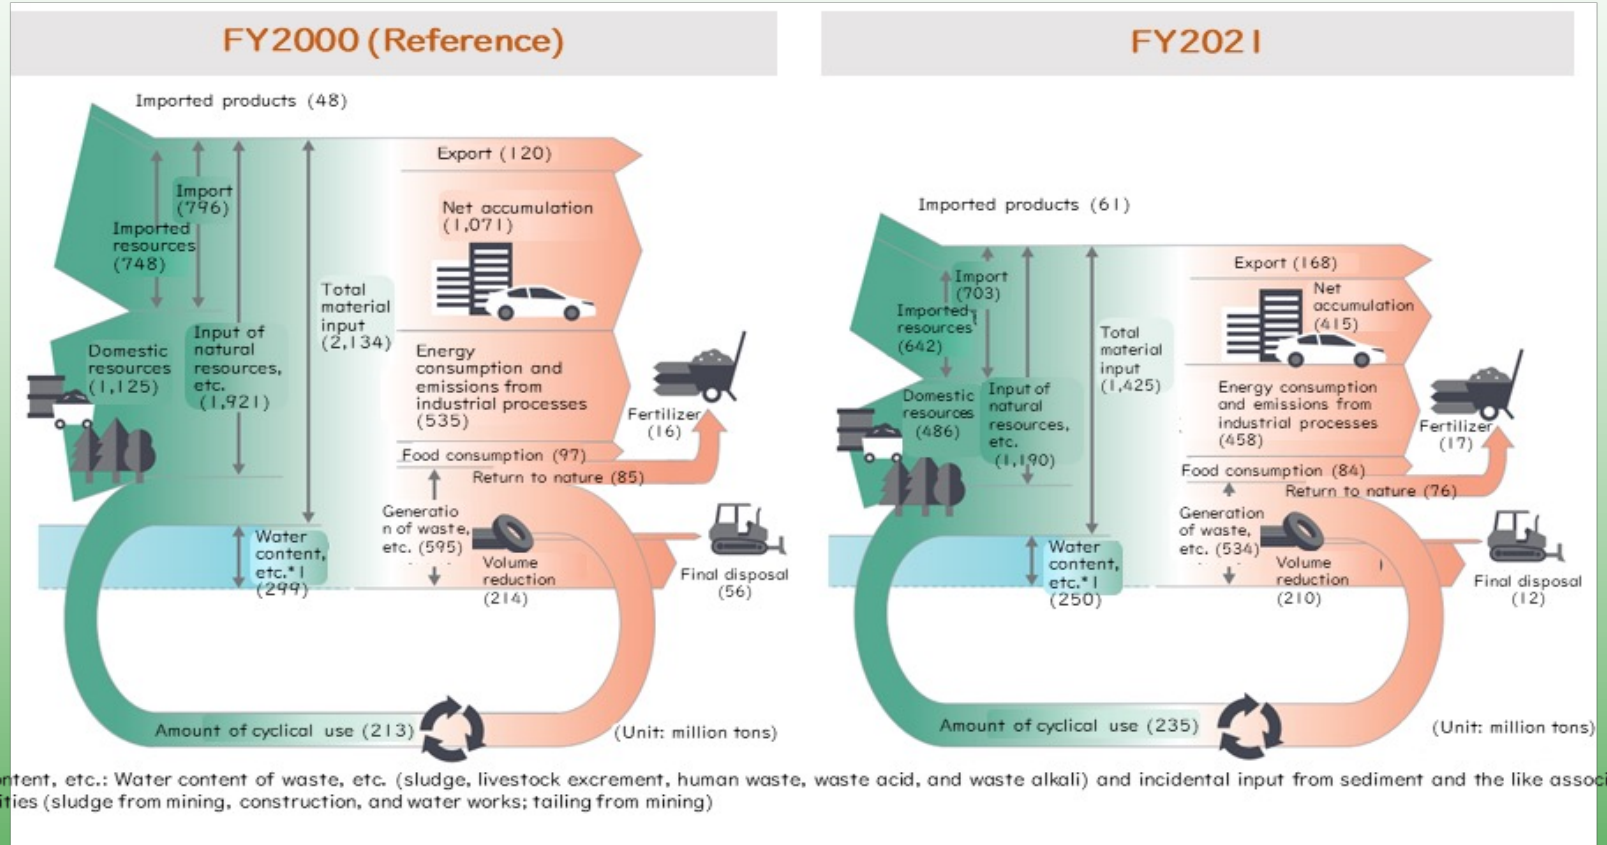 FY2000 (Reference)
Imported products (48)
Export (120)
Import
(796)
Net accumulation
(1,071)
Imported
resources
(748)
Total
material
input
(2,134)
Input of
natural
resources,
etc.
(1,921)
Domestic
resources
(1,125)
Energy
consumption and
emissions from
industrial processes
(535)
Fertilizer
(16)
Food consumption (97)
Return to nature (85)
Generatio
n of waste,
etc. (595)
Water
content,
etc.*1
(299)
Volume
reduction
(214)
Final disposal
(56)
Amount of cyclical use (213)
(Unit: million tons)
FY2021
Imported products (61)
Export (168)
Import
(703)
Net
accumulation
(415)
Imported
resources
(642)
Total
material
input
(1,425)
Domestic
resources
(486)
Input of
natural
resources,
etc.
(1,190)
Energy consumption
and emissions from
industrial processes
(458)
Fertilizer
(17)
Food consumption (84)
Return to nature (76)
Generation
of waste,
etc. (534)
Water
content,
etc.*1
(250)
Volume
reduction
(210)
Final disposal
(12)
Amount of cyclical use (235)
(Unit: million tons)
etc.: Water content of waste, etc. (sludge, livestock excrement, human waste, waste acid, and waste alkali) and incidental input from sediment and the like
(sludge from mining, construction, and water works; tailing from mining)